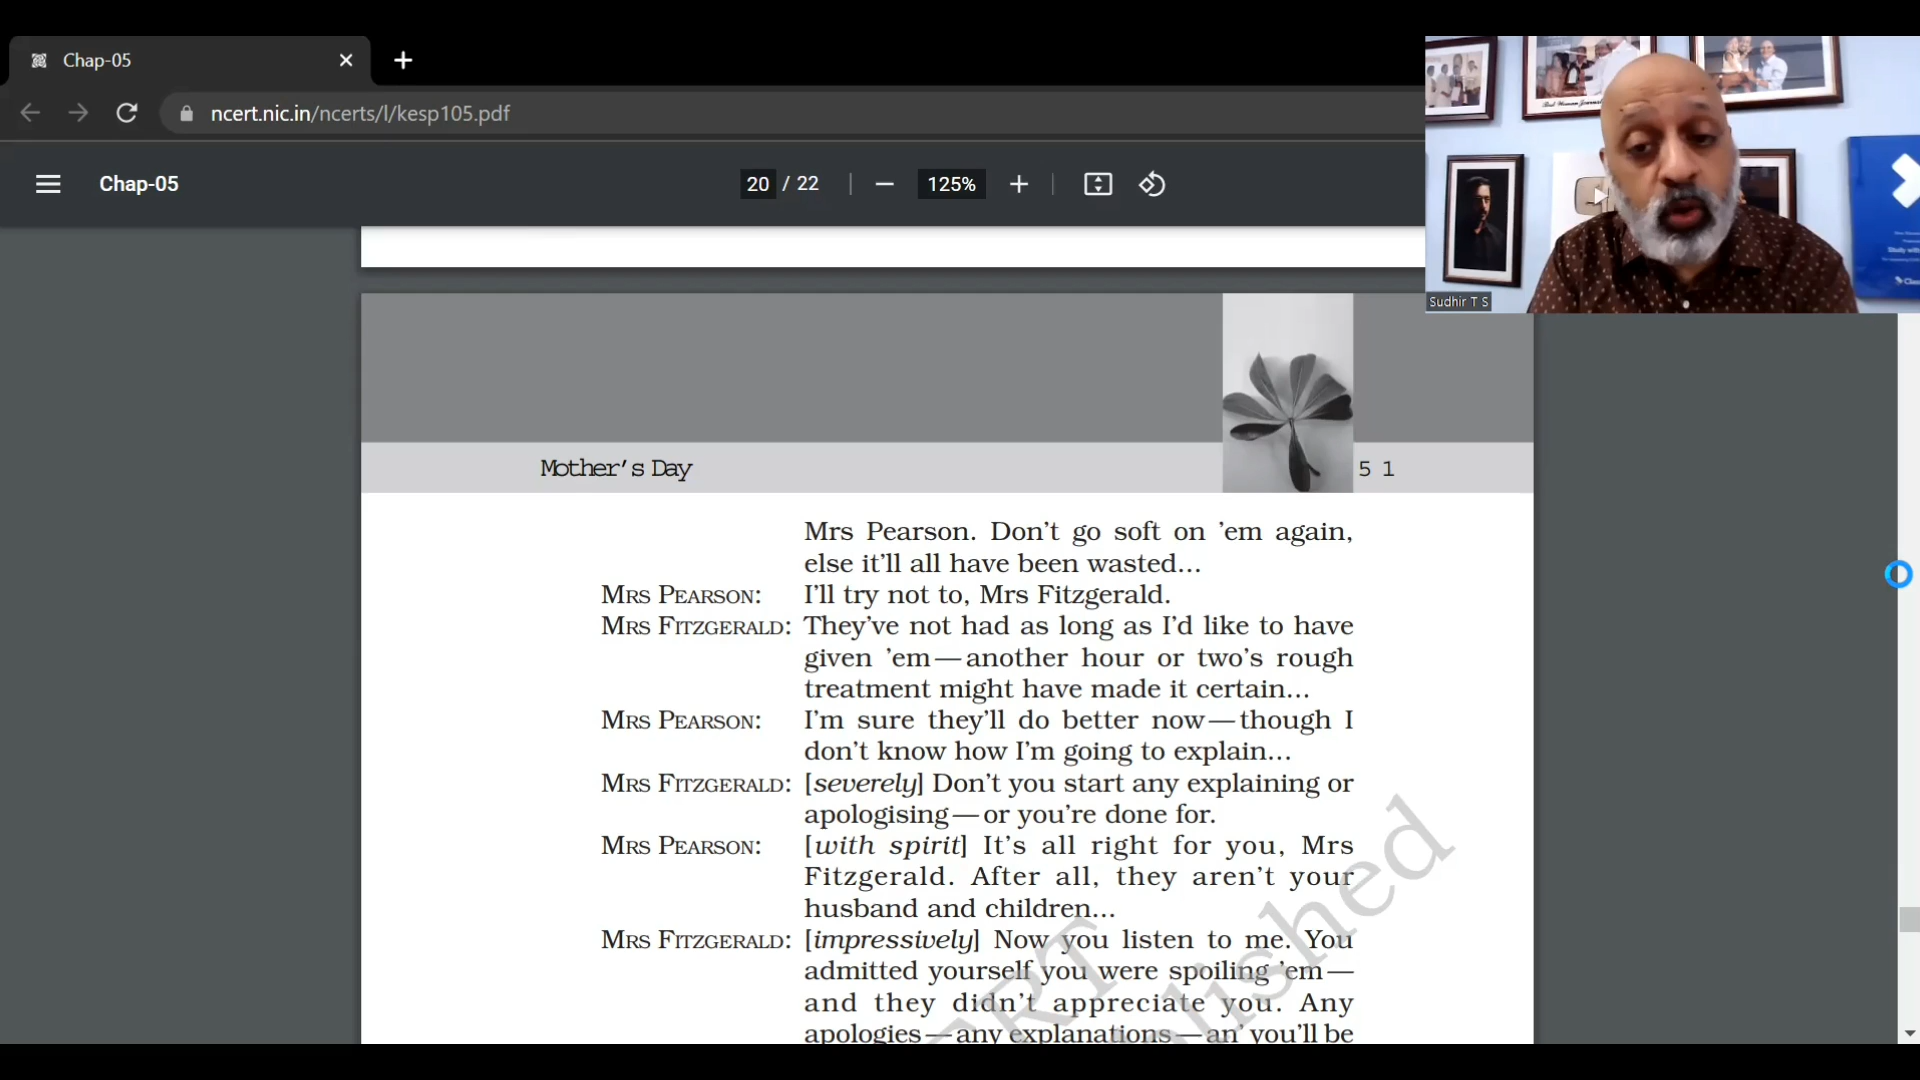 Chap-05
ncert.nic.in/ncerts/l/kesp105.pdf
Chap-05
20 / 22
125%
Sudhir T S
Mother's Day
5 1
Mrs Pearson. Don't go soft on 'em again,
else it'll all have been wasted...
MRS PEARSON: I'll try not to, Mrs Fitzgerald.
MRS FITZGERALD: They've not had as long as I'd like to have
given 'em—another hour or two's rough
treatment might have made it certain...
MRS PEARSON: I'm sure they'll do better now—though I
don't know how I'm going to explain...
MRS FITZGERALD: [severely] Don't you start any explaining or
apologising—or you're done for.
MRS PEARSON: [with spirit] It's all right for you, Mrs
Fitzgerald. After all, they aren't your
husband and children...
MRS FITZGERALD: [impressively] Now you listen to me. You
admitted yourself you were spoiling 'em—
and they didn't appreciate you. Any
apologies—any explanations—an' you'll be